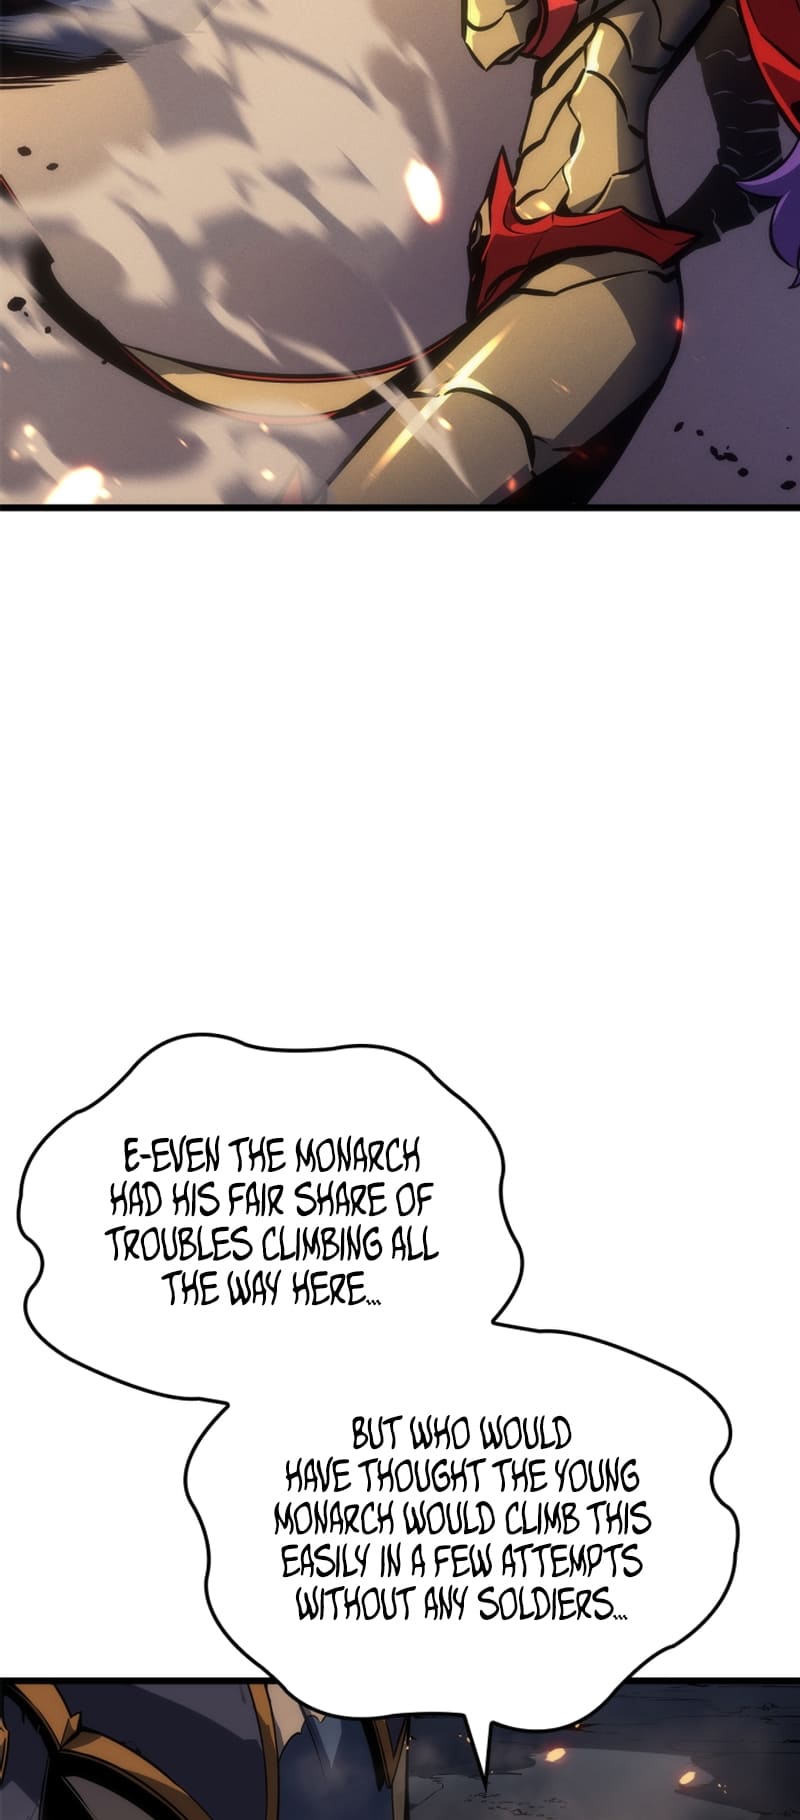 E-EVEN THE MONARCH
HAD HIS FAIR SHARE OF
TROUBLES CLIMBING ALL
THE WAY HERE...
BUT WHO WOULD
HAVE THOUGHT THE YOUNG
MONARCH WOULD CLIMB THIS
EASILY IN A FEW ATTEMPTS
WITHOUT ANY SOLDIERS...